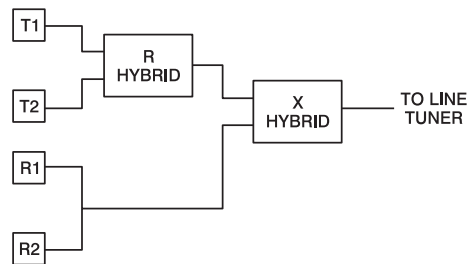 T1
R
HYBRID
T2
X
HYBRID
TO LINE
TUNER
R1
R2